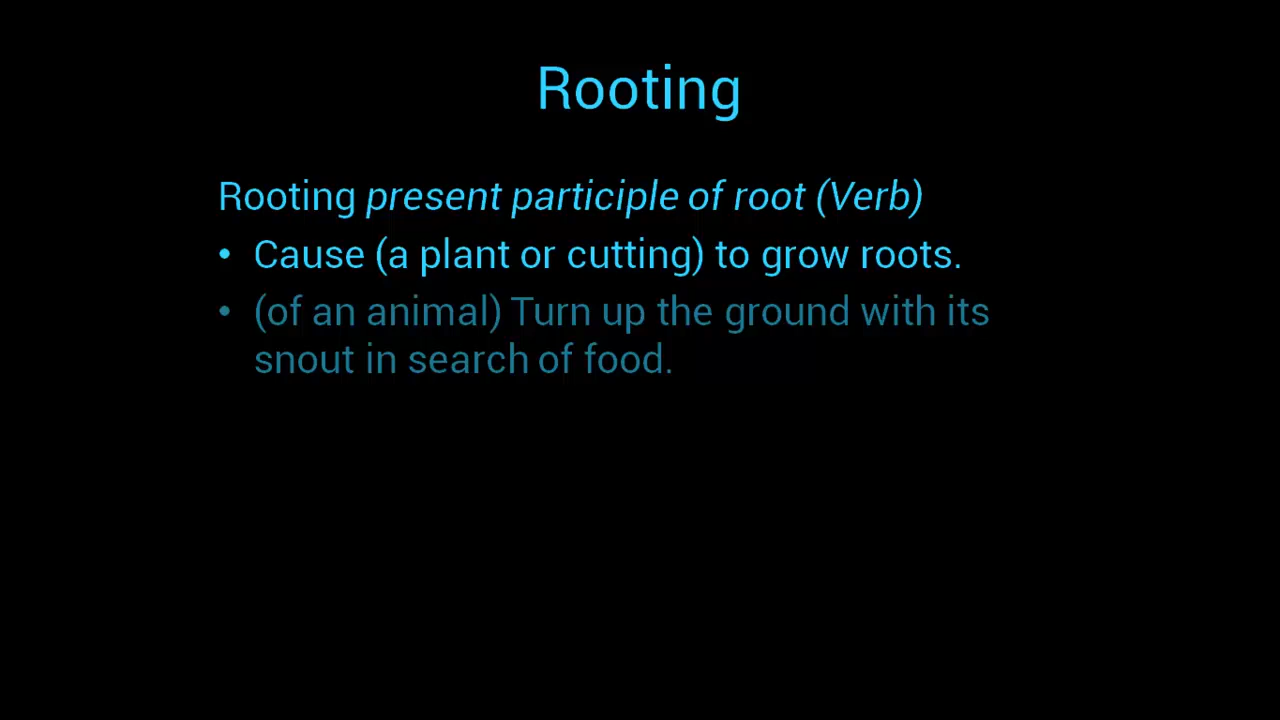 Rooting
Rooting present participle of root (Verb)
• Cause (a plant or cutting) to grow roots.
• (of an animal) Turn up the ground with its
snout in search of food.